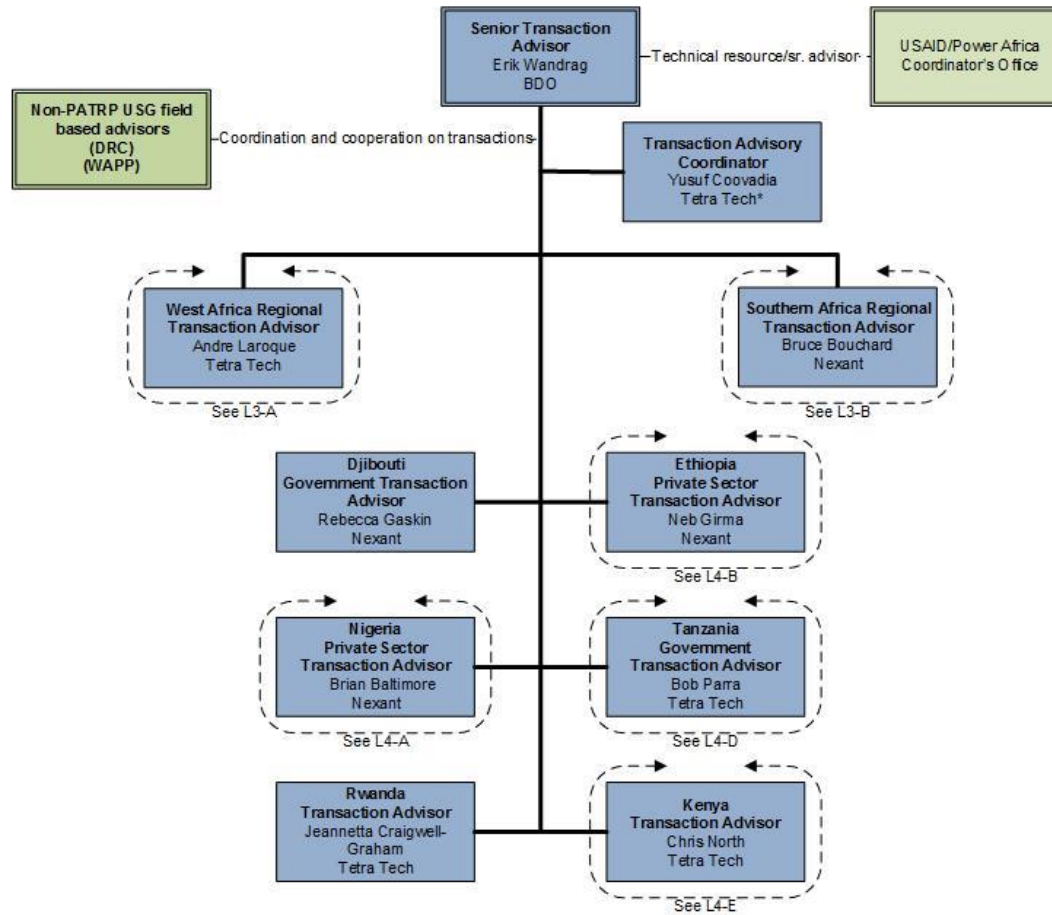 Senior Transaction
Advisor
Erik Wandrag
BDO
Technical resource/sr. advisor
USAID/Power Africa
Coordinator's Office
Non-PATRP USG field
based advisors
(DRC)
(WAPP)
Coordination and cooperation on transactions
Transaction Advisory
Coordinator
Yusuf Coovadia
Tetra Tech*
West Africa Regional
Transaction Advisor
Andre Laroque
Tetra Tech
See L3-A
Southern Africa Regional
Transaction Advisor
Bruce Bouchard
Nexant
See L3-B
Djibouti
Government Transaction
Advisor
Rebecca Gaskin
Nexant
Ethiopia
Private Sector
Transaction Advisor
Neb Girma
Nexant
See L4-B
Nigeria
Private Sector
Transaction Advisor
Brian Baltimore
Nexant
See L4-A
Tanzania
Government
Transaction Advisor
Bob Parra
Tetra Tech
See L4-D
Rwanda
Transaction Advisor
Jeannetta Craigwell-
Graham
Tetra Tech
Kenya
Transaction Advisor
Chris North
Tetra Tech
See L4-E